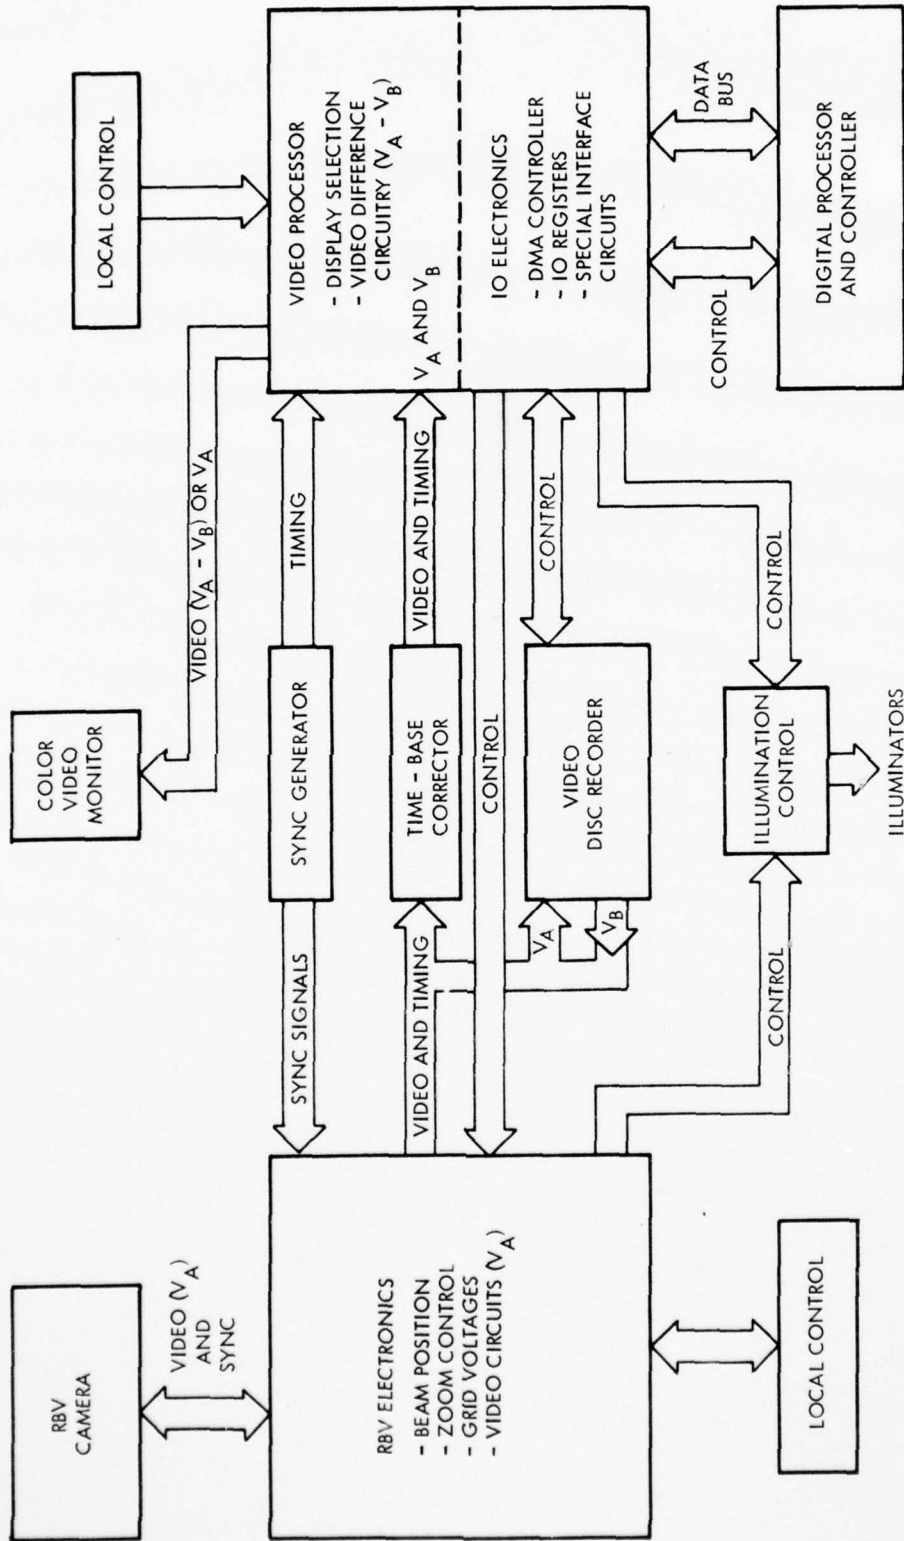 RBV
CAMERA
VIDEO (V_A)
AND
SYNC
RBV ELECTRONICS
- BEAM POSITION
- ZOOM CONTROL
- GRID VOLTAGES
- VIDEO CIRCUITS (V_A)
LOCAL CONTROL
COLOR
VIDEO
MONITOR
VIDEO (V_A - V_B) OR V_A
SYNC SIGNALS
SYNC GENERATOR
TIMING
VIDEO AND TIMING
TIME - BASE
CORRECTOR
VIDEO AND TIMING
CONTROL
V_A
V_B
VIDEO
DISC RECORDER
CONTROL
CONTROL
ILLUMINATION
CONTROL
CONTROL
ILLUMINATORS
LOCAL CONTROL
VIDEO PROCESSOR
- DISPLAY SELECTION
- VIDEO DIFFERENCE
CIRCUITRY (V_A - V_B)
V_A AND V_B
IO ELECTRONICS
- DMA CONTROLLER
- IO REGISTERS
- SPECIAL INTERFACE
CIRCUITS
CONTROL
DATA
BUS
DIGITAL PROCESSOR
AND CONTROLLER